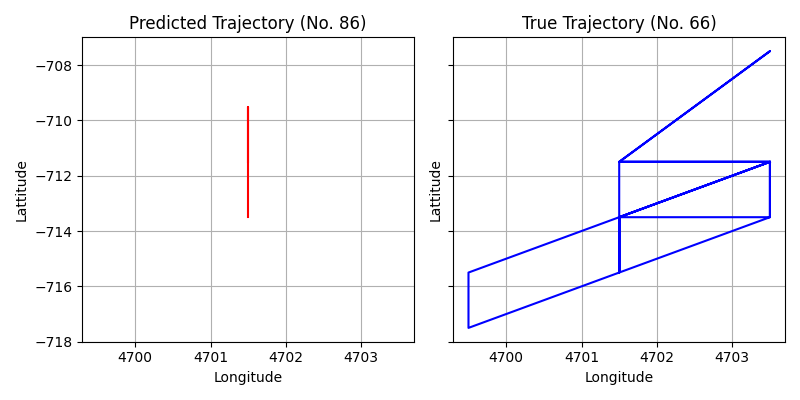 Predicted Trajectory (No. 86)
True Trajectory (No. 66)
−708
−710
−712
−714
−716
−718
Lattitude
4700
4701
4702
4703
Longitude
Lattitude
4700
4701
4702
4703
Longitude